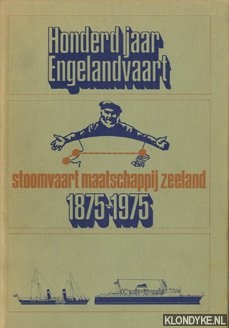 Honderd jaar
Engelandvaart
stoomvaart maatschappij zeeland
1875-1975
KLONDYKE.NL